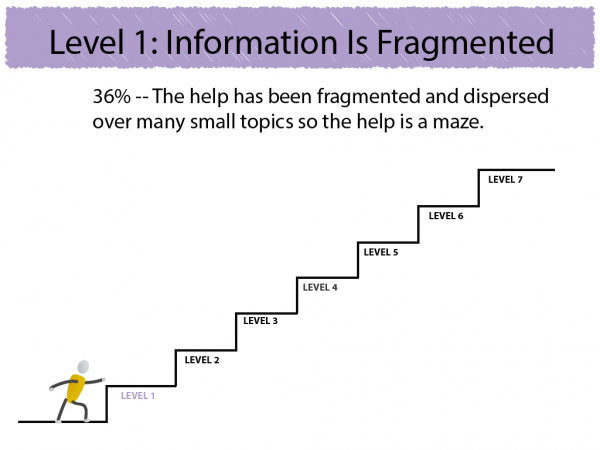 Level 1: Information Is Fragmented
36% -- The help has been fragmented and dispersed
over many small topics so the help is a maze.
LEVEL 7
LEVEL 6
LEVEL 5
LEVEL 4
LEVEL 3
LEVEL 2
LEVEL 1